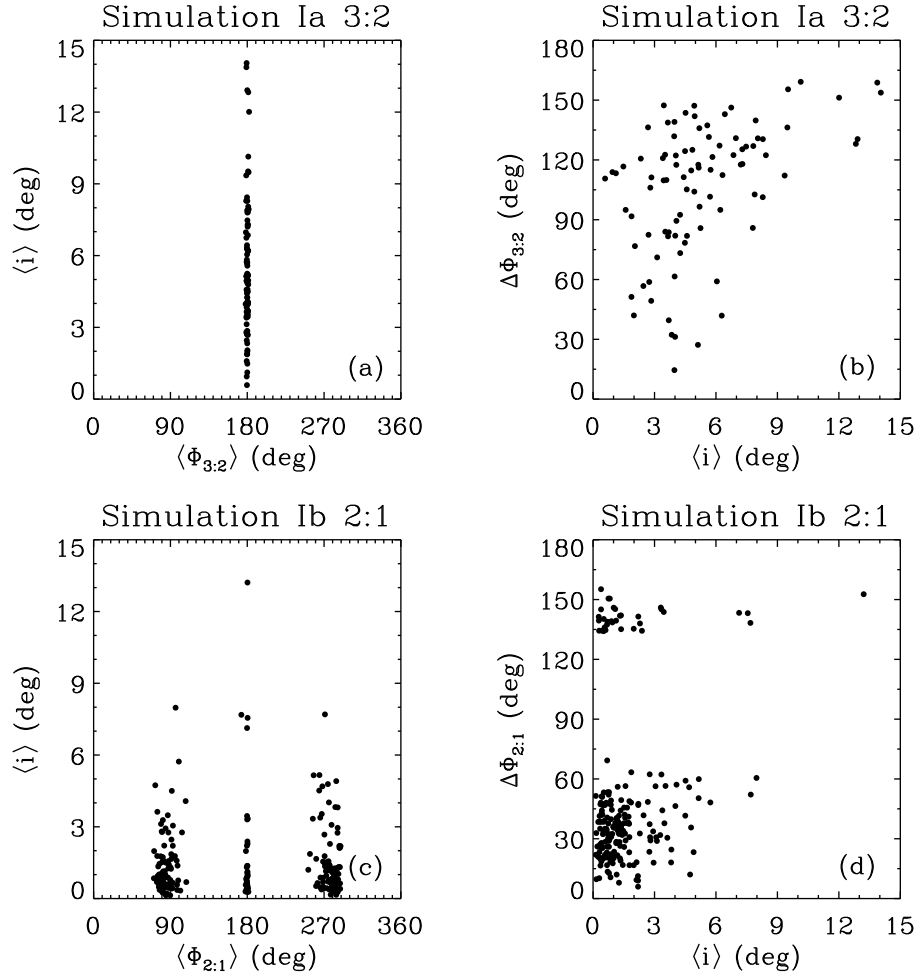 Simulation Ia 3:2
15
12
9
6
3
0
⟨i⟩ (deg)
(a)
0 90 180 270 360
⟨Φ3:2⟩ (deg)
Simulation Ia 3:2
180
150
120
90
60
30
0
ΔΦ3:2 (deg)
(b)
0 3 6 9 12 15
⟨i⟩ (deg)
Simulation Ib 2:1
15
12
9
6
3
0
⟨i⟩ (deg)
(c)
0 90 180 270 360
⟨Φ2:1⟩ (deg)
Simulation Ib 2:1
180
150
120
90
60
30
0
ΔΦ2:1 (deg)
(d)
0 3 6 9 12 15
⟨i⟩ (deg)